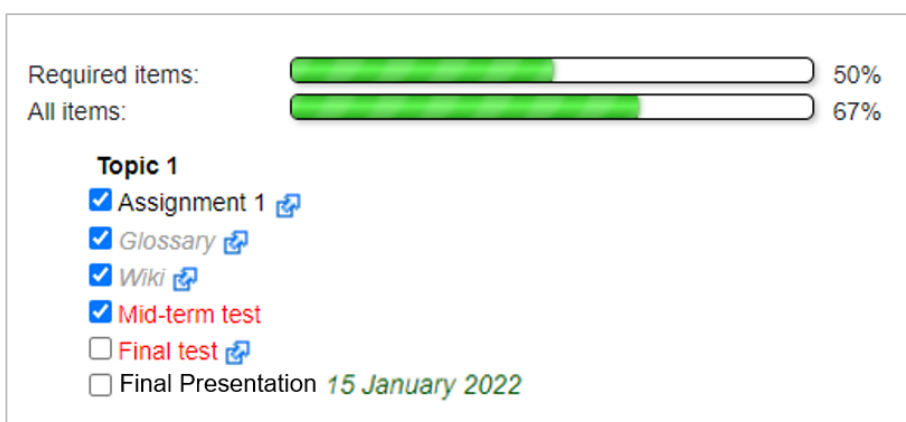 Required items: 50%
All items: 67%
Topic 1
Assignment 1
Glossary
Wiki
Mid-term test
Final test
Final Presentation 15 January 2022